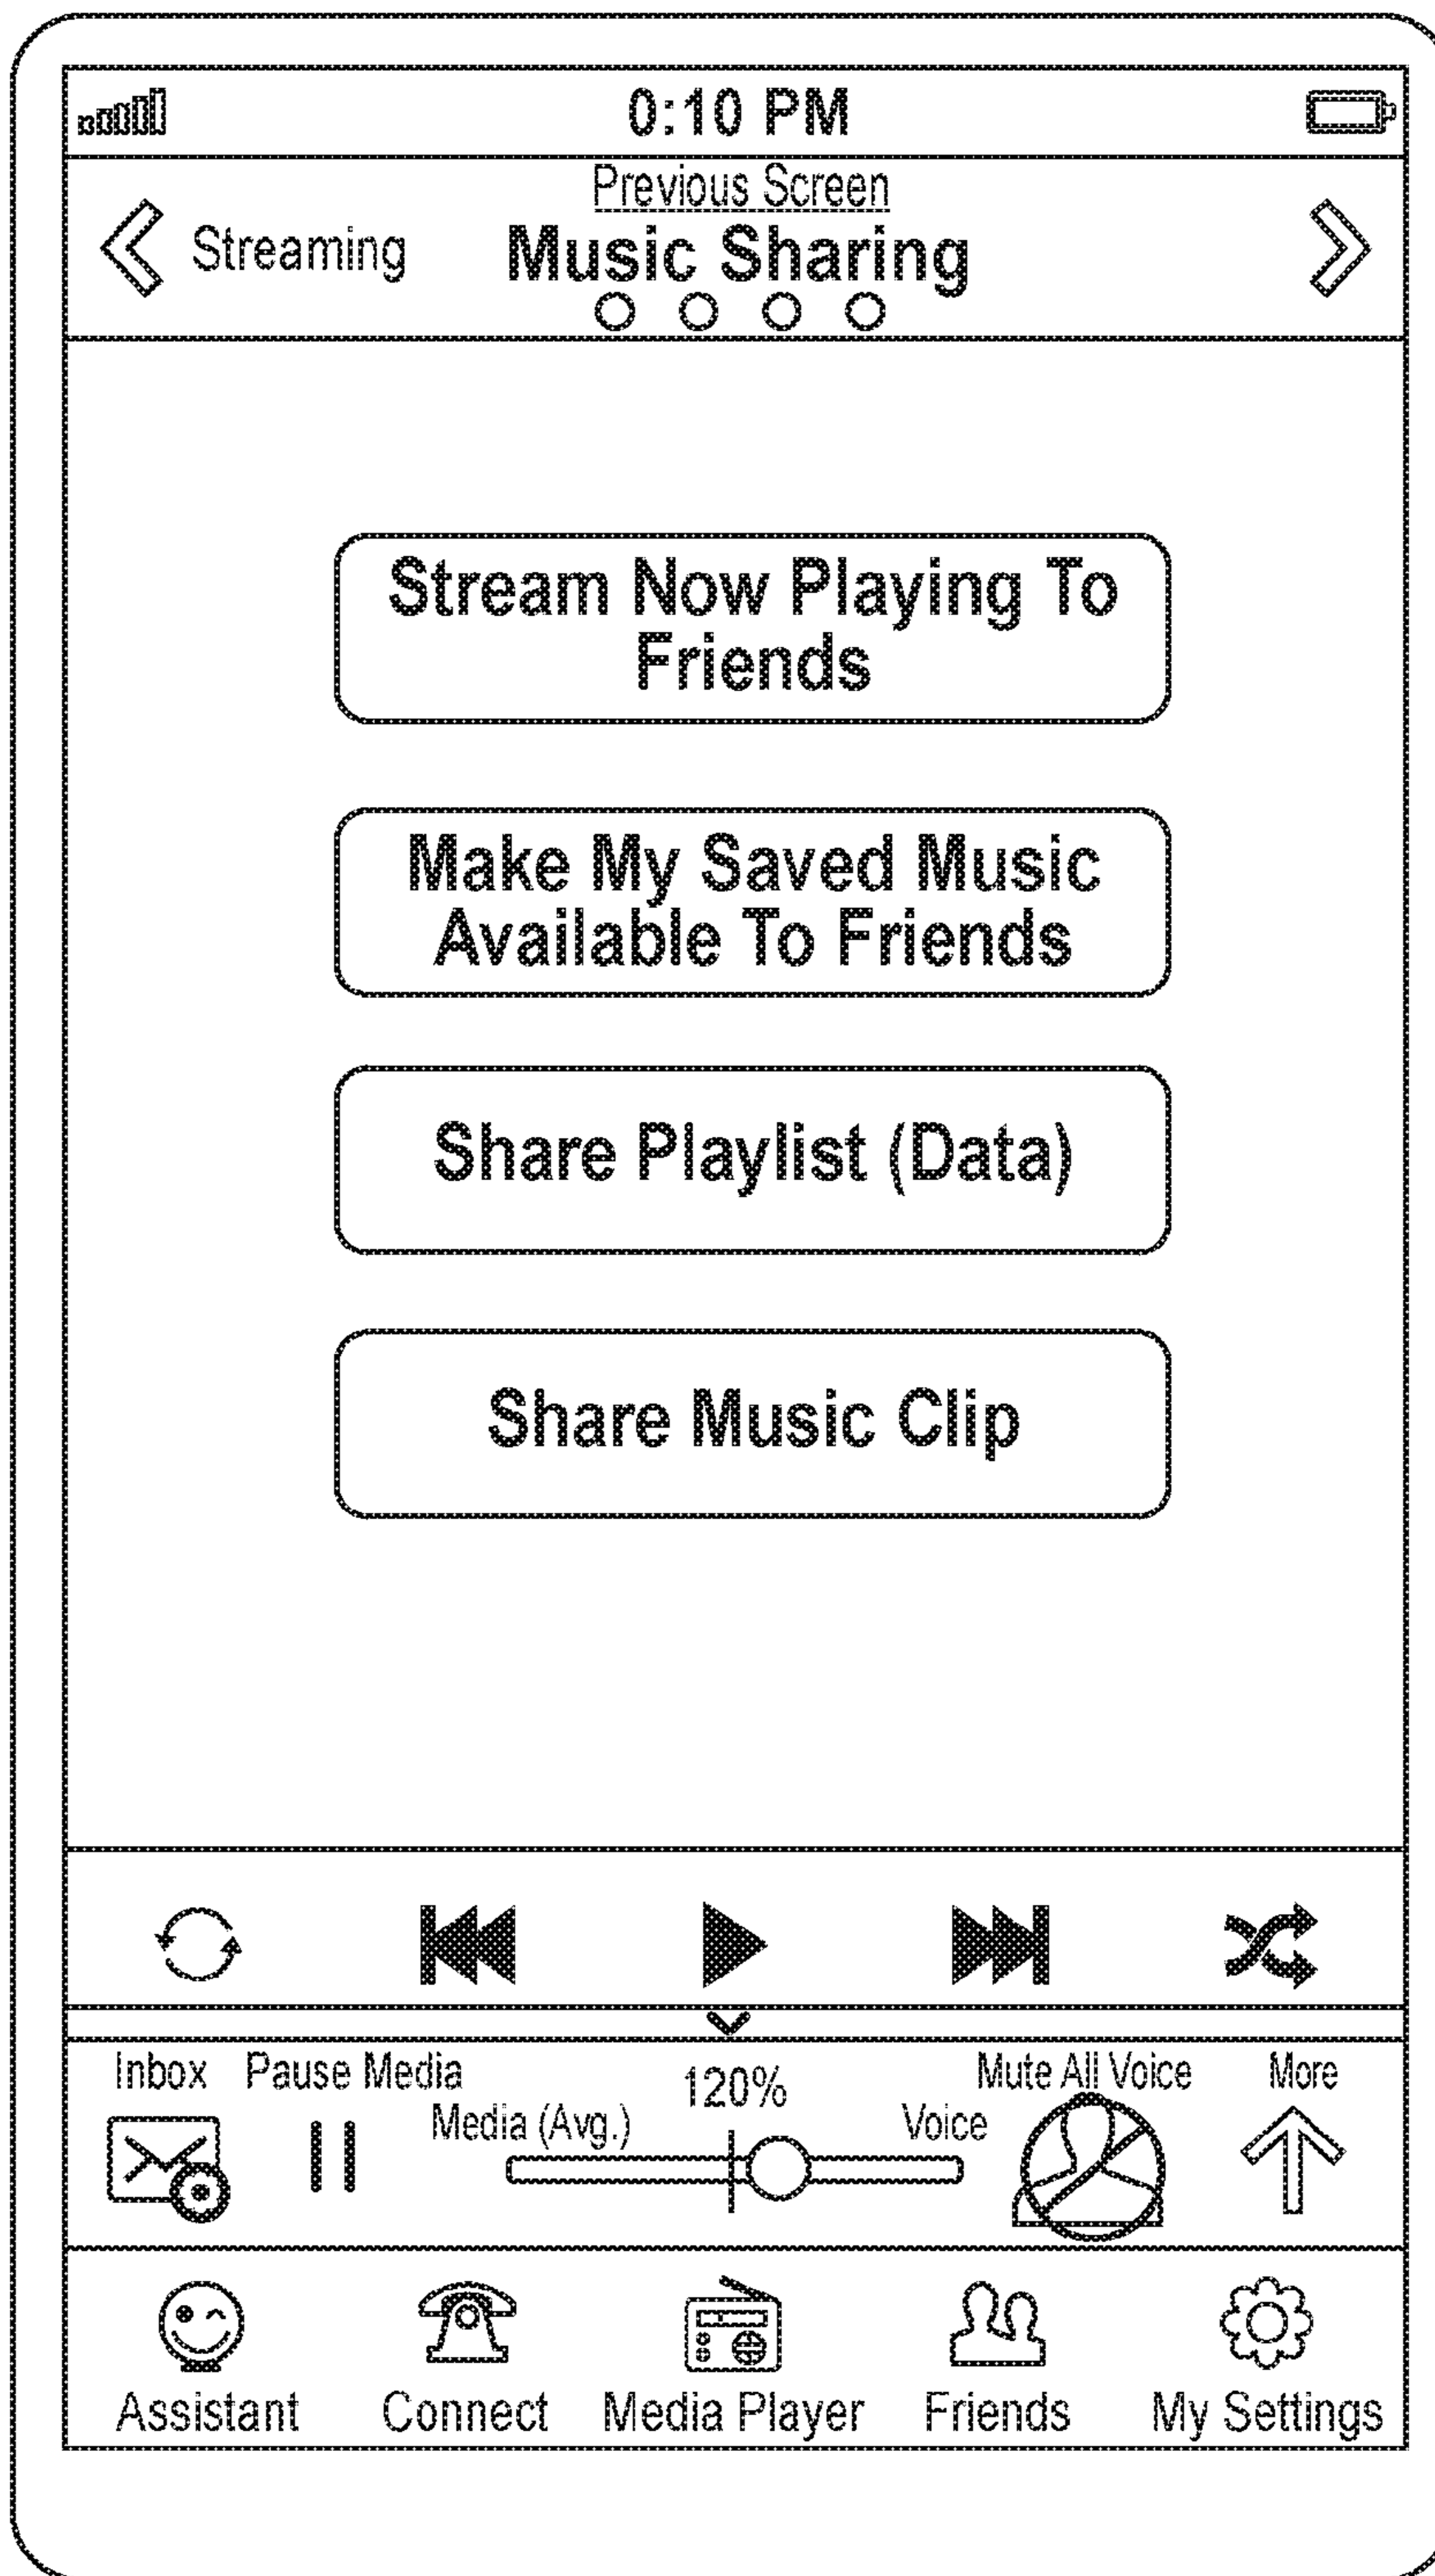 0:10 PM
Previous Screen
Streaming
Music Sharing
Stream Now Playing To
Friends
Make My Saved Music
Available To Friends
Share Playlist (Data)
Share Music Clip
Inbox
Pause Media
120%
Mute All Voice
More
Media (Avg.)
Voice
Assistant
Connect
Media Player
Friends
My Settings